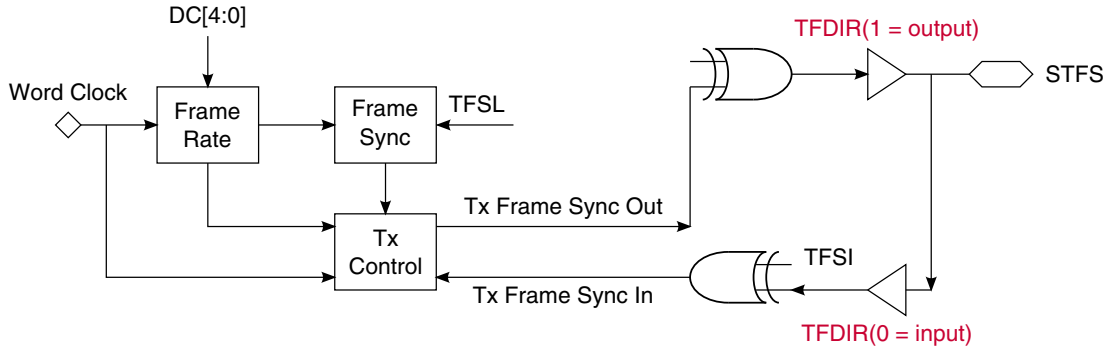 DC[4:0]
TFDIR(1 = output)
Word Clock
STFS
Frame
Rate
Frame
Sync
TFSL
Tx Frame Sync Out
Tx
Control
TFSI
Tx Frame Sync In
TFDIR(0 = input)